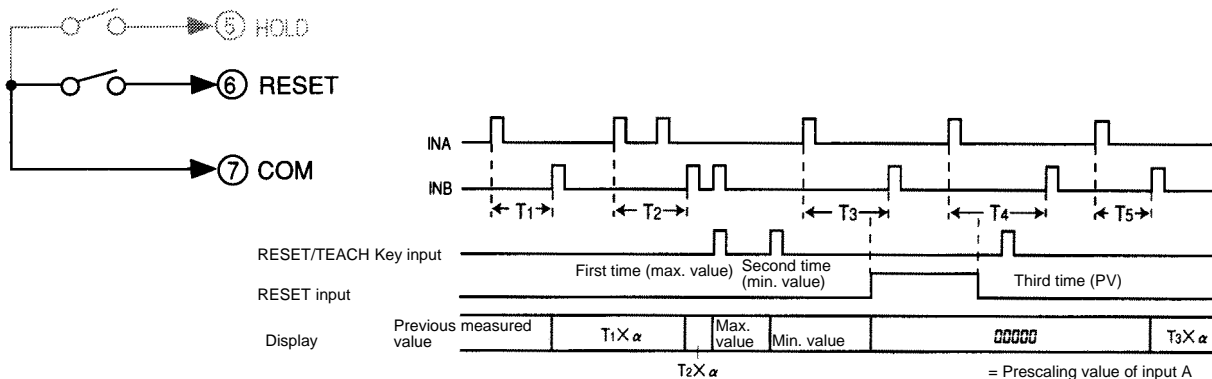 ⑤ HOLD
⑥ RESET
⑦ COM
INA
INB
T1 T2 T3 T4 T5
RESET/TEACH Key input
First time (max. value) Second time (min. value) Third time (PV)
RESET input
Display Previous measured value T1×α T2×α Max. value Min. value 00000 T3×α
= Prescaling value of input A